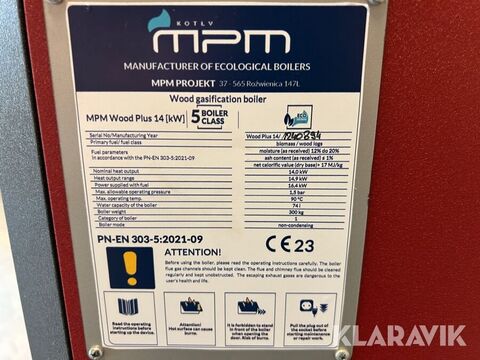 KOTŁY
MPM
MANUFACTURER OF ECOLOGICAL BOILERS
MPM PROJEKT 37 - 565 Roźwienica 147L
Wood gasification boiler
MPM Wood Plus 14 [kW] 5 BOILER CLASS
ECO
Serial No/Manufacturing Year Wood Plus 14/
Primary fuel/ fuel class biomass / wood logs
Fuel parameters moisture (as received) 12% do 20%
in accordance with the PN-EN 303-5:2021-09 ash content (as received) ≤ 1%
net calorific value (dry base)+ 17 MJ/kg
Nominal heat output 14,0 kW
Heat output range 14,9 kW
Power supplied with fuel 16,4 kW
Max. allowable operating pressure 1,5 bar
Max. operating temp. 90 °C
Water capacity of the boiler 74 l
Boiler weight 300 kg
Category of boiler 1
Boiler mode non-condensing
PN-EN 303-5:2021-09 CE 23
ATTENTION!
Before using the boiler, please read the operating instructions carefully. The boiler
flue gas channels should be kept clean. The flue and chimney flue should be cleaned
regularly and kept unobstructed. The escaping exhaust gases are dangerous to the
user's health and life.
Read the operating
instructions before
starting up the device.
Attention!
Hot surface can cause
burns.
It is forbidden to stand
in front of the boiler
when opening the
door. Risk of burns.
Pull the plug out of
the socket before
starting maintenance
or repair work.
KLARAVIK